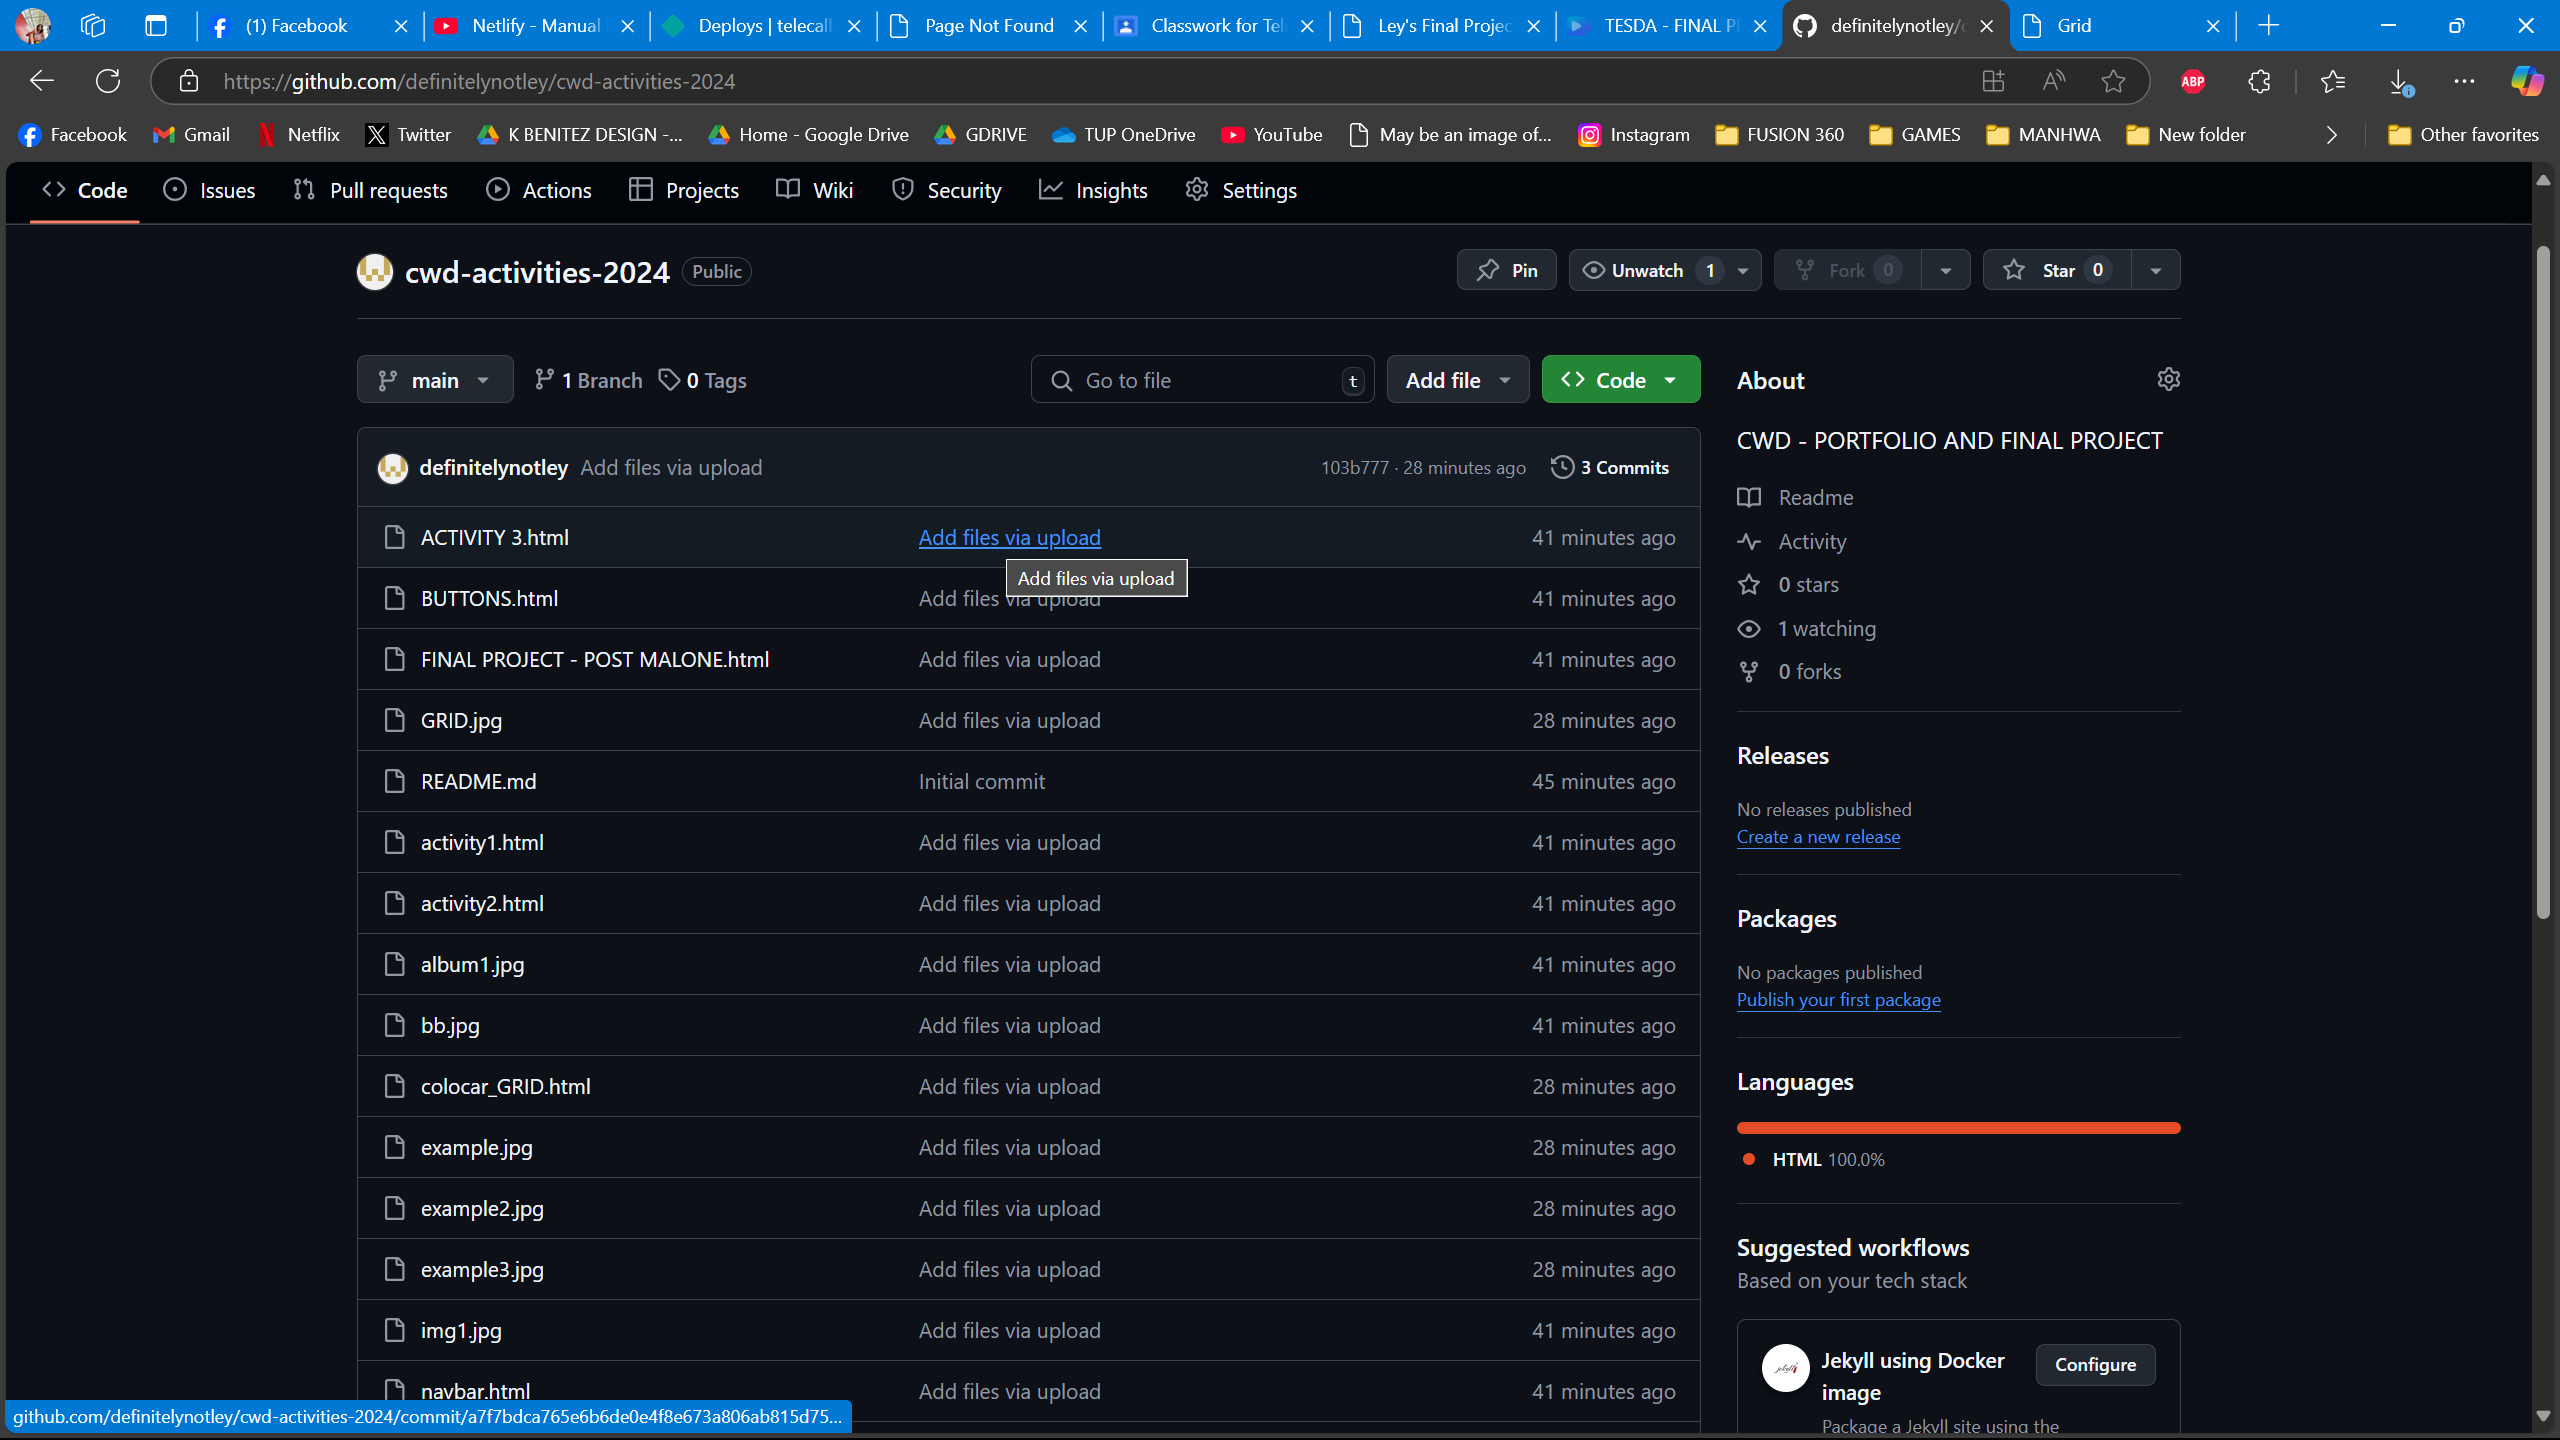 (1) Facebook
Netlify - Manual
Deploys | telecall
Page Not Found
Classwork for Tel
Ley's Final Projec
TESDA - FINAL P
definitelynotley/c
Grid
https://github.com/definitelynotley/cwd-activities-2024
ABP
Facebook
Gmail
Netflix
Twitter
K BENITEZ DESIGN -...
Home - Google Drive
GDRIVE
TUP OneDrive
YouTube
May be an image of...
Instagram
FUSION 360
GAMES
MANHWA
New folder
Other favorites
Code
Issues
Pull requests
Actions
Projects
Wiki
Security
Insights
Settings
cwd-activities-2024 Public
Pin
Unwatch 1
Fork 0
Star 0
main
1 Branch
0 Tags
Go to file t
Add file
Code
definitelynotley Add files via upload 103b777 · 28 minutes ago 3 Commits
ACTIVITY 3.html Add files via upload 41 minutes ago
Add files via upload
BUTTONS.html Add files via upload 41 minutes ago
FINAL PROJECT - POST MALONE.html Add files via upload 41 minutes ago
GRID.jpg Add files via upload 28 minutes ago
README.md Initial commit 45 minutes ago
activity1.html Add files via upload 41 minutes ago
activity2.html Add files via upload 41 minutes ago
album1.jpg Add files via upload 41 minutes ago
bb.jpg Add files via upload 41 minutes ago
colocar_GRID.html Add files via upload 28 minutes ago
example.jpg Add files via upload 28 minutes ago
example2.jpg Add files via upload 28 minutes ago
example3.jpg Add files via upload 28 minutes ago
img1.jpg Add files via upload 41 minutes ago
navbar.html Add files via upload 41 minutes ago
About
CWD - PORTFOLIO AND FINAL PROJECT
Readme
Activity
0 stars
1 watching
0 forks
Releases
No releases published
Create a new release
Packages
No packages published
Publish your first package
Languages
HTML 100.0%
Suggested workflows
Based on your tech stack
Jekyll using Docker
image
Configure
Package a Jekyll site using the
github.com/definitelynotley/cwd-activities-2024/commit/a7f7bdca765e6b6de0e4f8e673a806ab815d75...